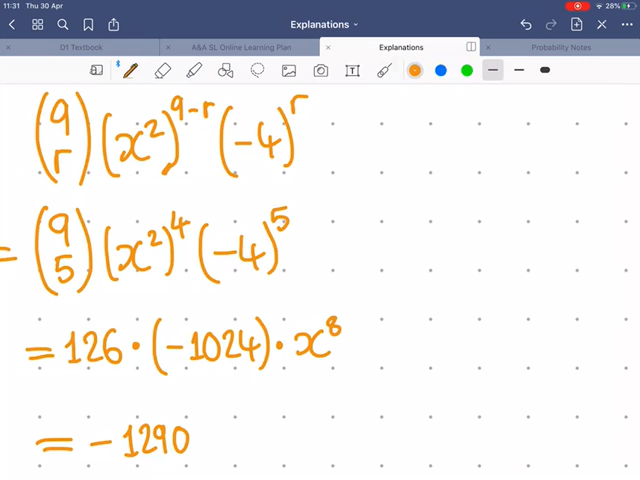 11:31 Thu 30 Apr 28%
Explanations
D1 Textbook A&A SL Online Learning Plan Explanations Probability Notes
(9 r) (x²)^9-r (-4)^r
= (9 5) (x²)^4 (-4)^5
= 126 · (-1024) · x^8
= -1290